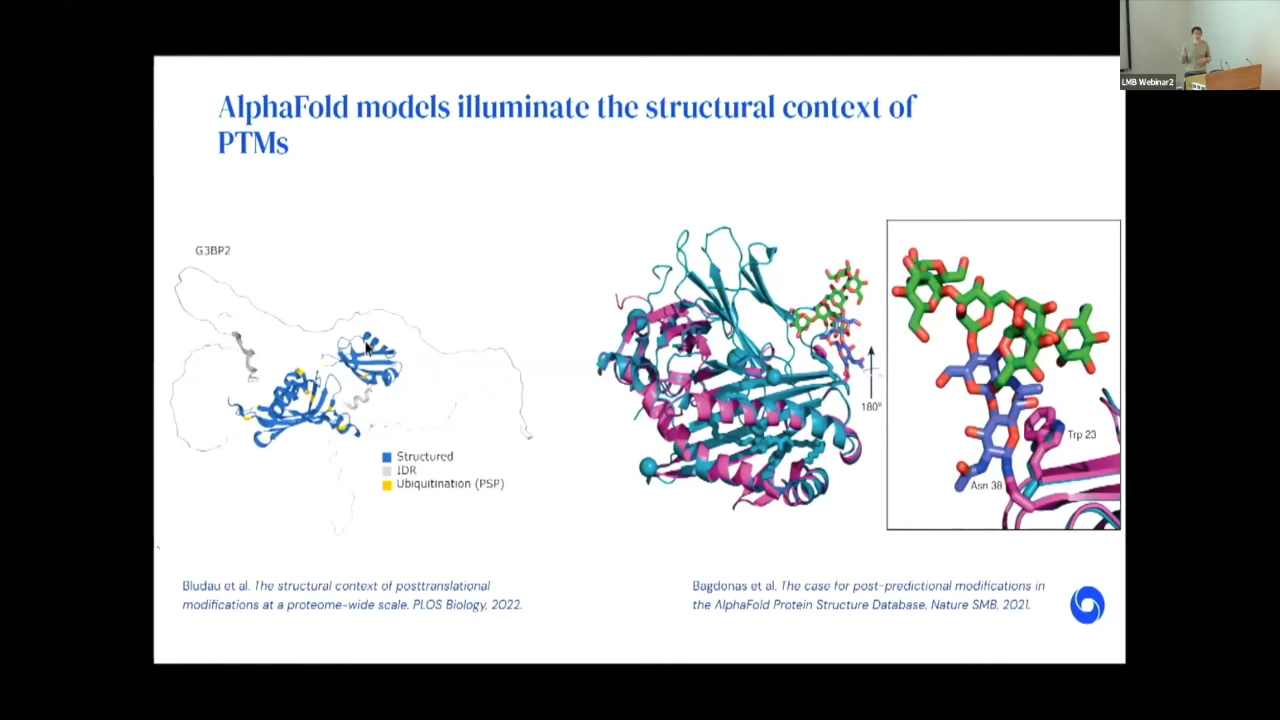 LMB Webinar2
AlphaFold models illuminate the structural context of
PTMs
G3BP2
Structured
IDR
Ubiquitination (PSP)
180°
Trp 23
Asn 38
Bludau et al. The structural context of posttranslational
modifications at a proteome-wide scale. PLOS Biology, 2022.
Bagdonas et al. The case for post-predictional modifications in
the AlphaFold Protein Structure Database. Nature SMB, 2021.